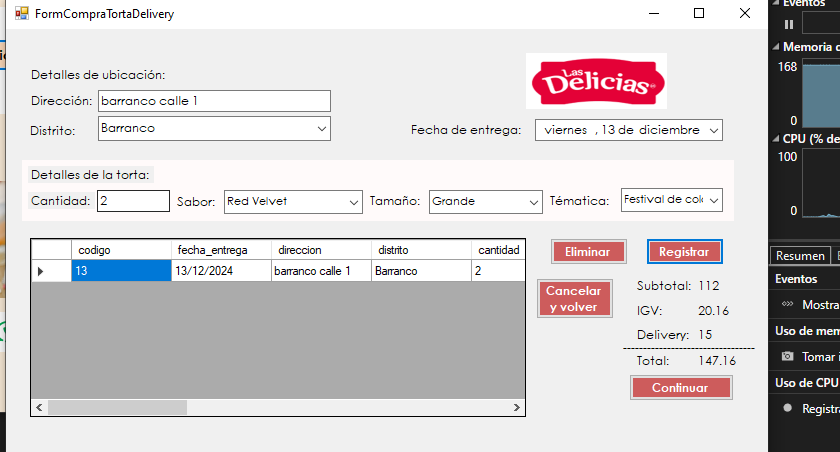 FormCompraTortaDelivery
Detalles de ubicación:
Dirección: barranco calle 1
Distrito: Barranco
Las Delicias
Fecha de entrega: viernes , 13 de diciembre
Detalles de la torta:
Cantidad: 2 Sabor: Red Velvet Tamaño: Grande Tématica: Festival de
codigo fecha_entrega direccion distrito cantidad
13 13/12/2024 barranco calle 1 Barranco 2
Eliminar Registrar
Cancelar
y volver
Subtotal: 112
IGV: 20.16
Delivery: 15
Total: 147.16
Continuar
Eventos
Memoria
168
0
CPU (% de
100
0
Resumen
Eventos
Mostra
Uso de mem
Tomar
Uso de CPU
Registra